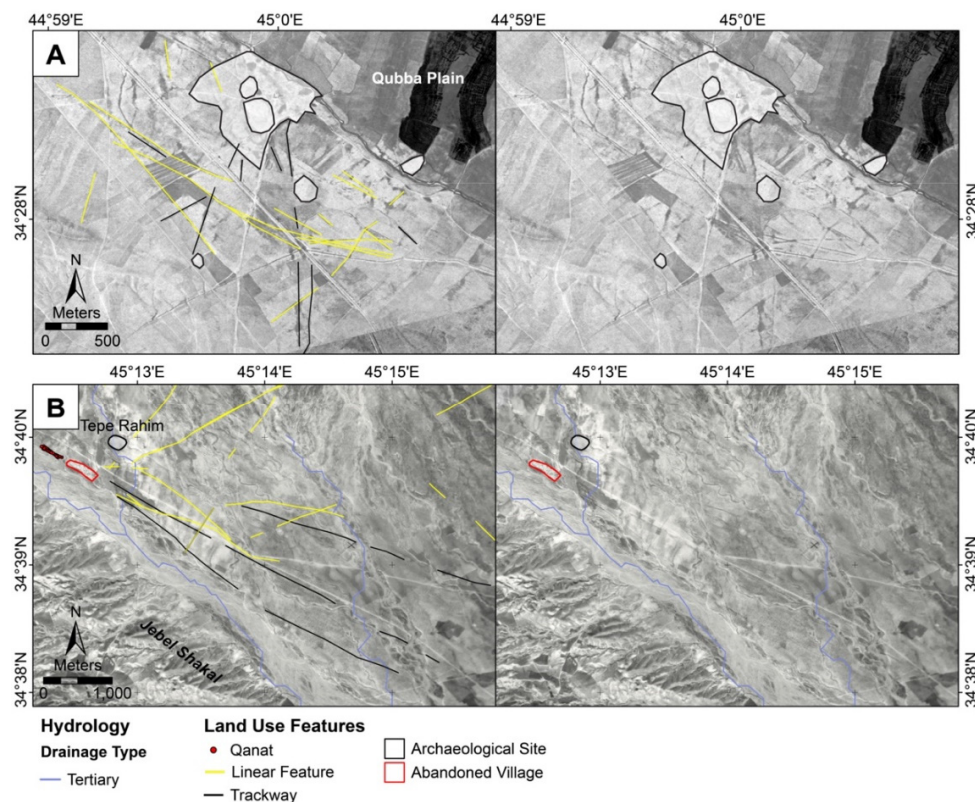 44°59'E
45°0'E
44°59'E
45°0'E
A
Qubba Plain
34°28'N
34°28'N
N
Meters
0
500
45°13'E
45°14'E
45°15'E
45°13'E
45°14'E
45°15'E
B
Tepe Rahim
34°40'N
34°40'N
34°39'N
34°39'N
Jebel Shakal
N
Meters
0
1,000
34°38'N
34°38'N
Hydrology
Drainage Type
Tertiary
Land Use Features
Qanat
Linear Feature
Trackway
Archaeological Site
Abandoned Village